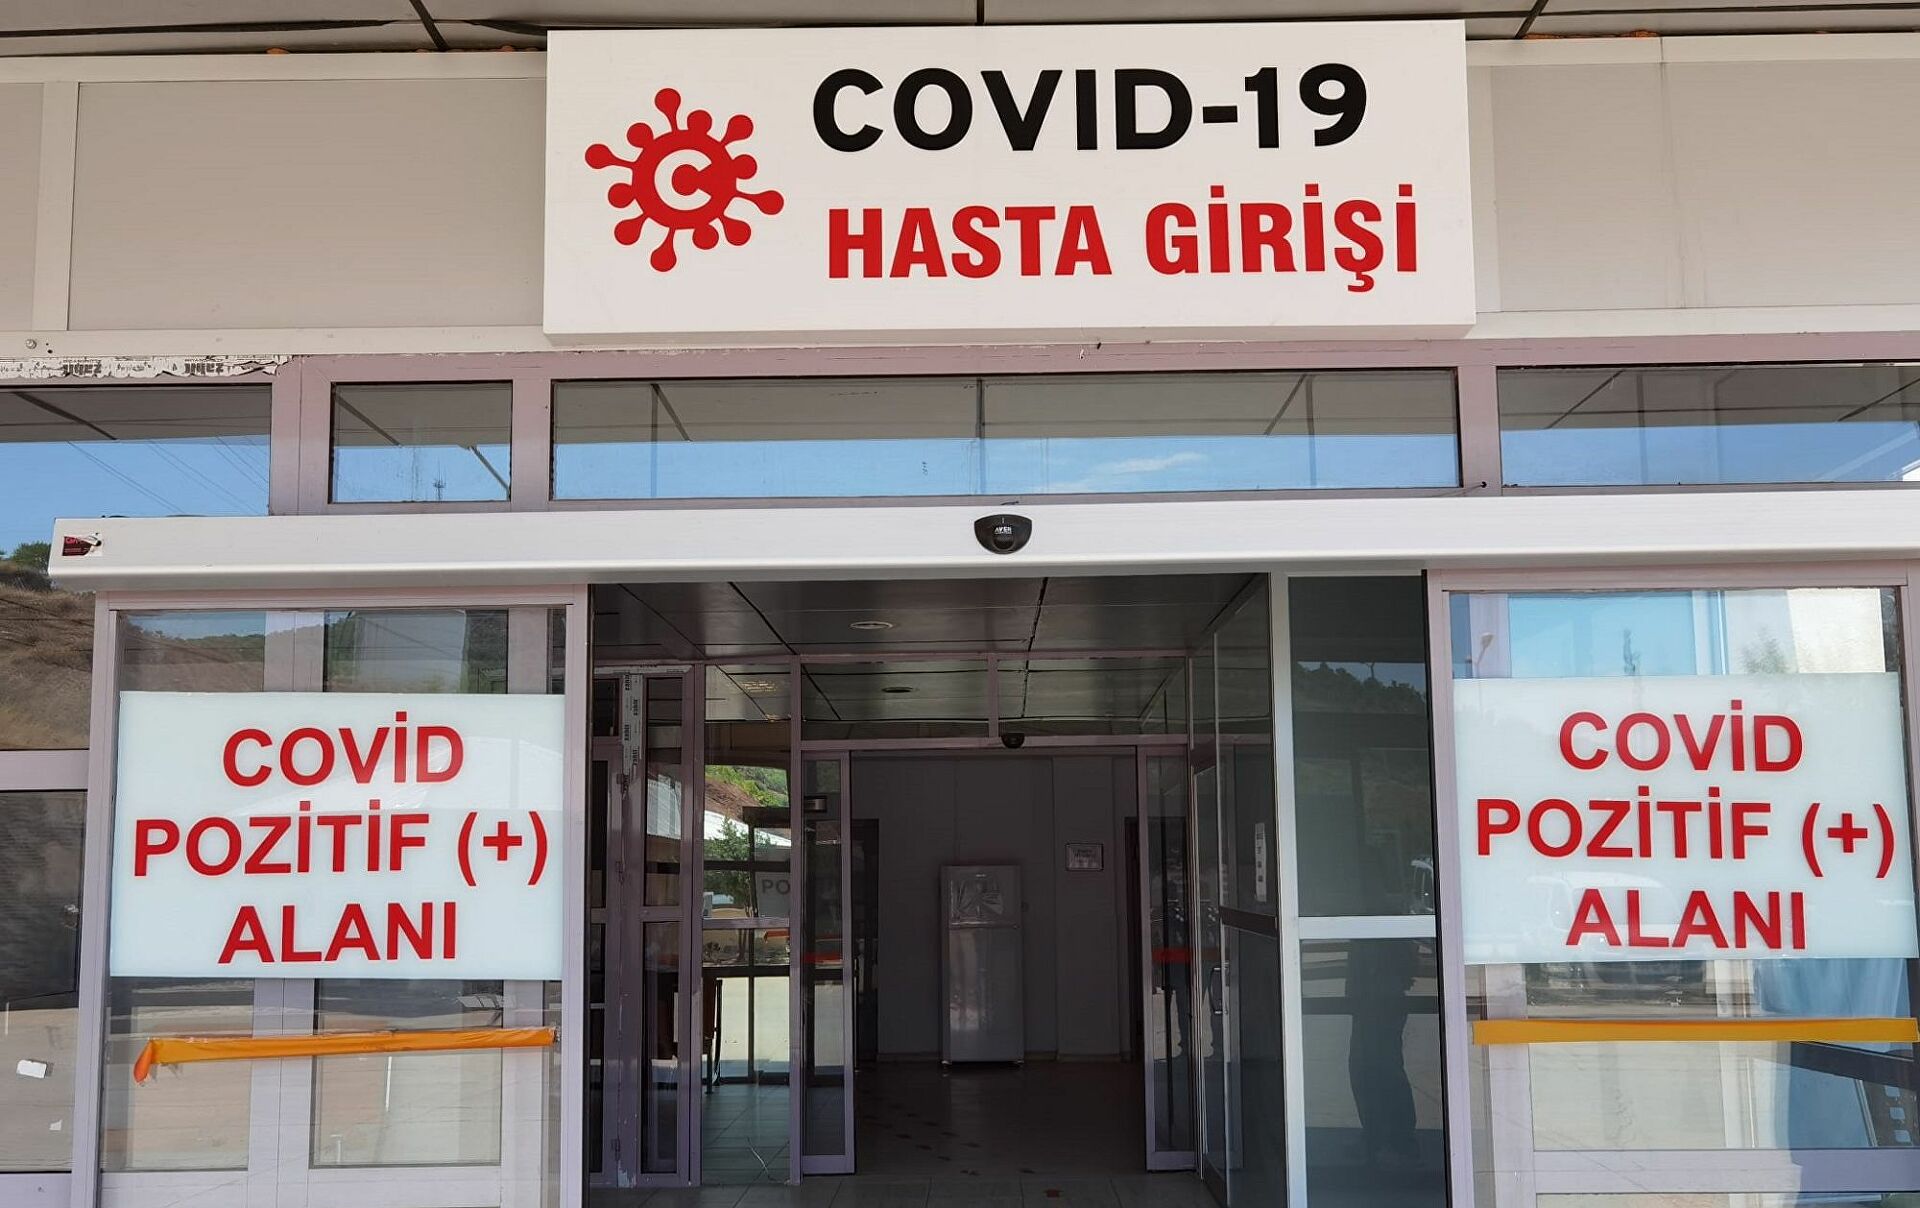 COVID-19
HASTA GİRİŞİ
COVİD
POZİTİF (+)
ALANI
COVİD
POZİTİF (+)
ALANI